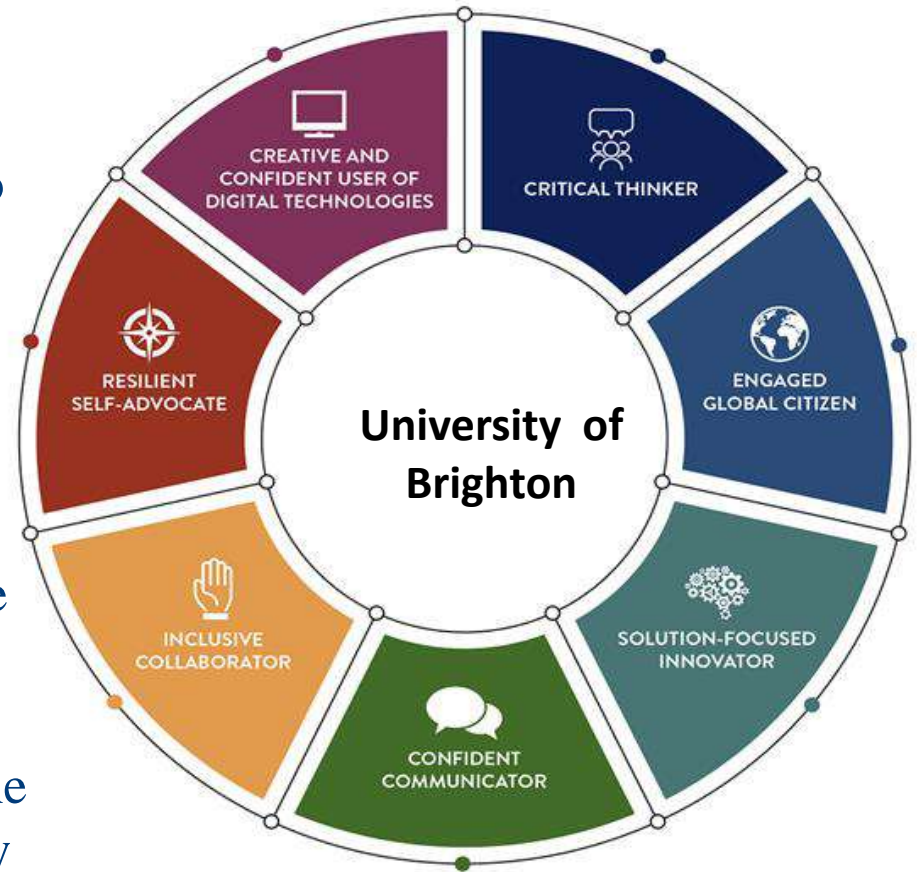 CREATIVE AND
CONFIDENT USER OF
DIGITAL TECHNOLOGIES
CRITICAL THINKER
RESILIENT
SELF-ADVOCATE
ENGAGED
GLOBAL CITIZEN
University of
Brighton
INCLUSIVE
COLLABORATOR
SOLUTION-FOCUSED
INNOVATOR
CONFIDENT
COMMUNICATOR